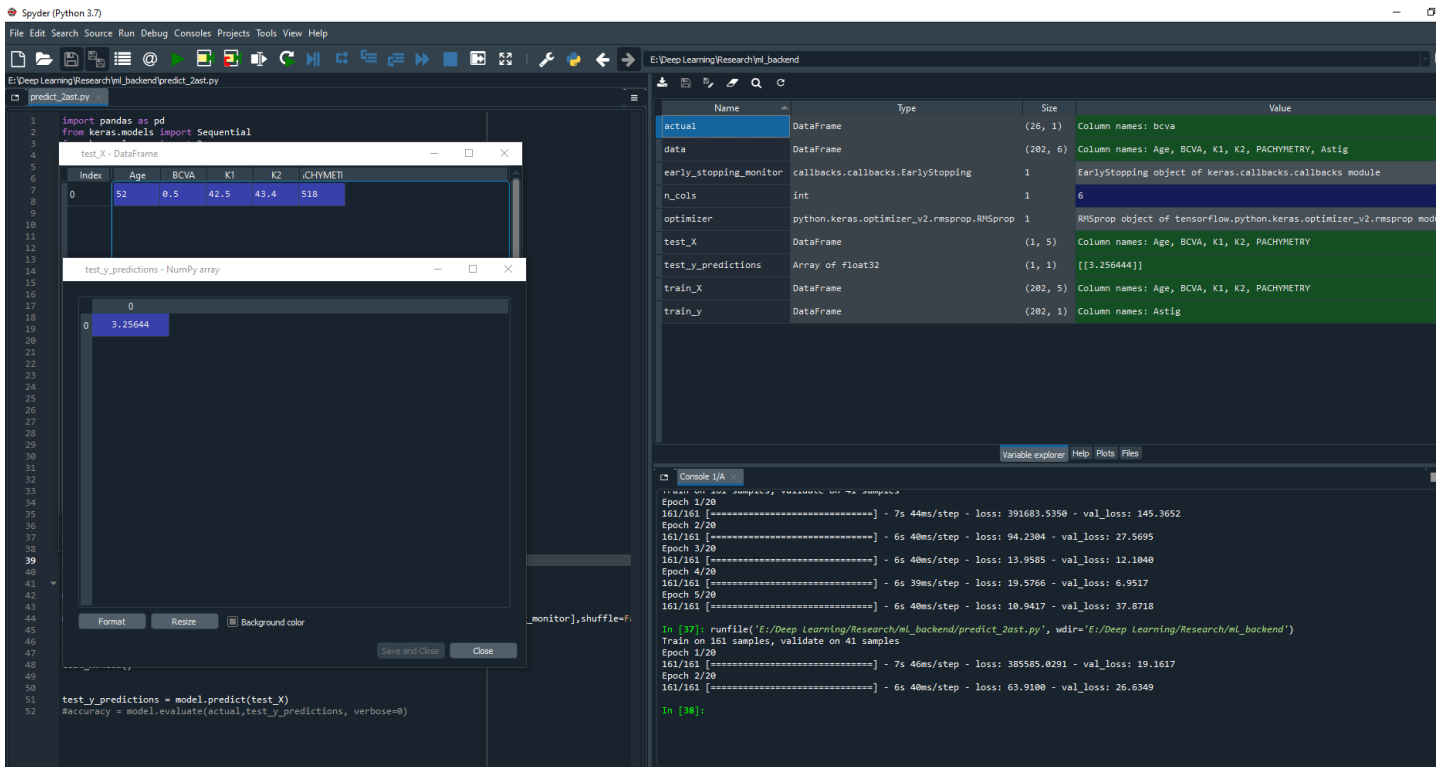 Spyder (Python 3.7)
File Edit Search Source Run Debug Consoles Projects Tools View Help
E:\Deep Learning\Research\ml_backend
E:\Deep Learning\Research\ml_backend\predict_2ast.py
predict_2ast.py
1 import pandas as pd
2 from keras.models import Sequential
3
4
5
6
7
8
9
10
11
12
13
14
15
16
17
18
19
20
21
22
23
24
25
26
27
28
29
30
31
32
33
34
35
36
37
38
39
40
41
42
43
44 _monitor],shuffle=F
45
46
47
48
49
50
51 test_y_predictions = model.predict(test_X)
52 #accuracy = model.evaluate(actual,test_y_predictions, verbose=0)
test_X - DataFrame
Index Age BCVA K1 K2 ACHYMETI
0 52 0.5 42.5 43.4 518
test_y_predictions - NumPy array
0
0 3.25644
Format Resize Background color
Save and Close Close
Name Type Size Value
actual DataFrame (26, 1) Column names: bcva
data DataFrame (202, 6) Column names: Age, BCVA, K1, K2, PACHYMETRY, Astig
early_stopping_monitor callbacks.callbacks.EarlyStopping 1 EarlyStopping object of keras.callbacks.callbacks module
n_cols int 1 6
optimizer python.keras.optimizer_v2.rmsprop.RMSprop 1 RMSprop object of tensorflow.python.keras.optimizer_v2.rmsprop modu
test_X DataFrame (1, 5) Column names: Age, BCVA, K1, K2, PACHYMETRY
test_y_predictions Array of float32 (1, 1) [[3.256444]]
train_X DataFrame (202, 5) Column names: Age, BCVA, K1, K2, PACHYMETRY
train_y DataFrame (202, 1) Column names: Astig
Variable explorer Help Plots Files
Console 1/A
Train on 161 samples, validate on 41 samples
Epoch 1/20
161/161 [==============================] - 7s 44ms/step - loss: 391683.5350 - val_loss: 145.3652
Epoch 2/20
161/161 [==============================] - 6s 40ms/step - loss: 94.2304 - val_loss: 27.5695
Epoch 3/20
161/161 [==============================] - 6s 40ms/step - loss: 13.9585 - val_loss: 12.1040
Epoch 4/20
161/161 [==============================] - 6s 39ms/step - loss: 19.5766 - val_loss: 6.9517
Epoch 5/20
161/161 [==============================] - 6s 40ms/step - loss: 10.9417 - val_loss: 37.8718
In [37]: runfile('E:/Deep Learning/Research/ml_backend/predict_2ast.py', wdir='E:/Deep Learning/Research/ml_backend')
Train on 161 samples, validate on 41 samples
Epoch 1/20
161/161 [==============================] - 7s 46ms/step - loss: 385585.0291 - val_loss: 19.1617
Epoch 2/20
161/161 [==============================] - 6s 40ms/step - loss: 63.9100 - val_loss: 26.6349
In [38]: